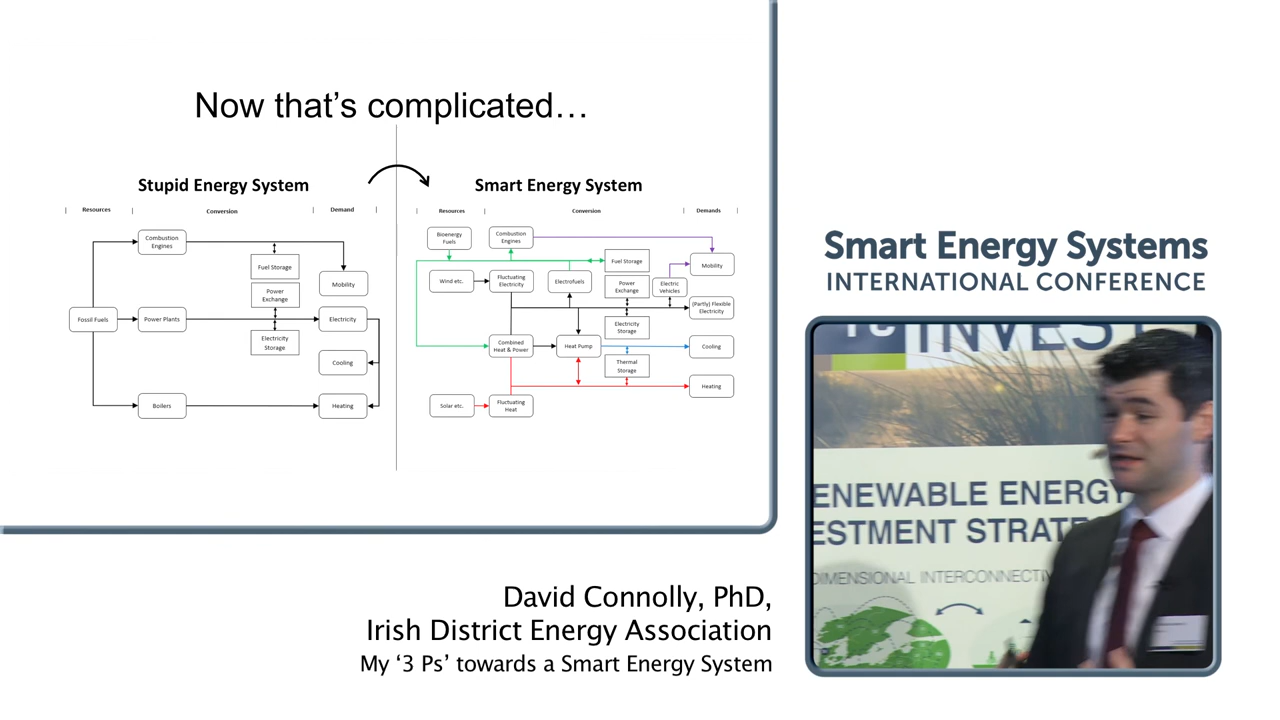 Now that’s complicated…
Stupid Energy System
Smart Energy System
Resources
Conversion
Demand
Combustion
Engines
Fuel Storage
Power
Exchange
Mobility
Fossil Fuels
Power Plants
Electricity
Electricity
Storage
Cooling
Boilers
Heating
Resources
Conversion
Demands
Bioenergy
Fuels
Combustion
Engines
Fuel Storage
Mobility
Wind etc.
Fluctuating
Electricity
Electrofuels
Power
Exchange
Electric
Vehicles
(Partly) Flexible
Electricity
Electricity
Storage
Combined
Heat & Power
Heat Pump
Cooling
Thermal
Storage
Heating
Solar etc.
Fluctuating
Heat
Smart Energy Systems
INTERNATIONAL CONFERENCE
INVEST
ENEWABLE ENERGY
ESTMENT STRATE
DIMENSIONAL INTERCONNECTIV
David Connolly, PhD,
Irish District Energy Association
My ‘3 Ps’ towards a Smart Energy System